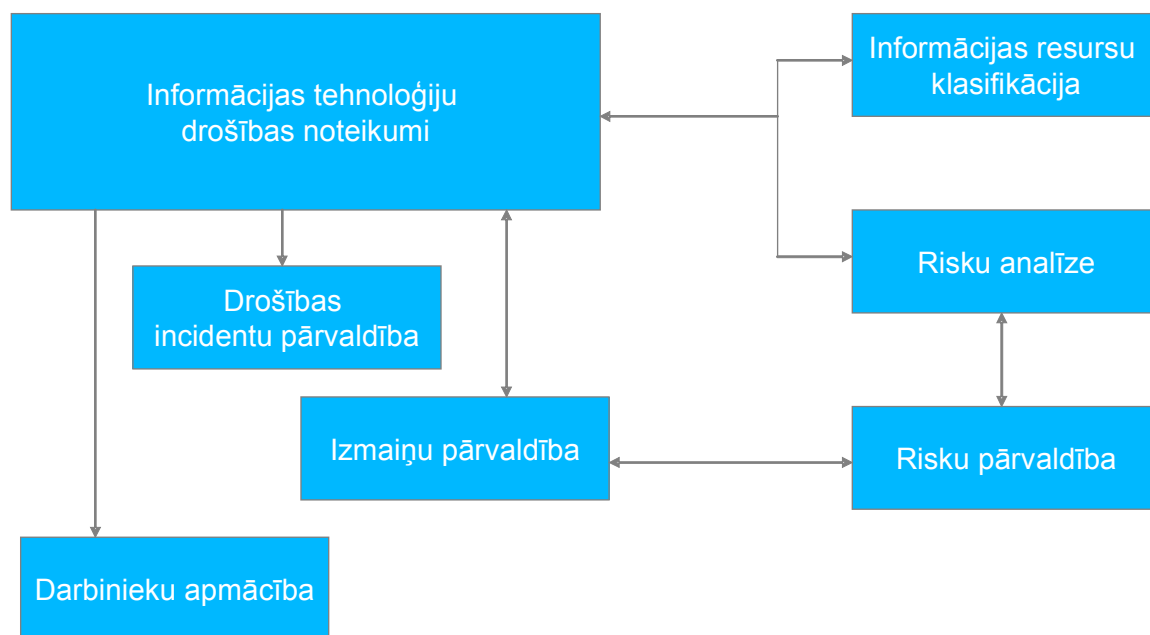 Informācijas tehnoloģiju
drošības noteikumi
Informācijas resursu
klasifikācija
Risku analīze
Drošības
incidentu pārvaldība
Izmaiņu pārvaldība
Risku pārvaldība
Darbinieku apmācība